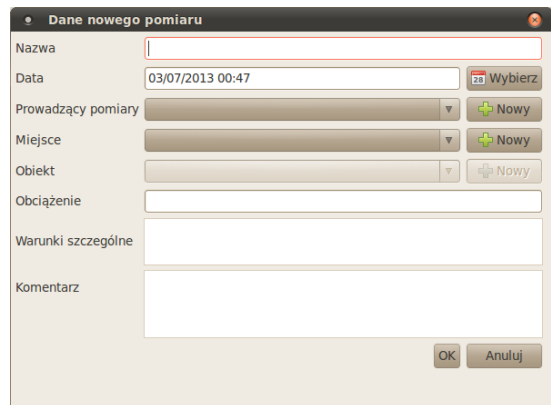 Dane nowego pomiaru
Nazwa
Data 03/07/2013 00:47 28 Wybierz
Prowadzący pomiary Nowy
Miejsce Nowy
Obiekt Nowy
Obciążenie
Warunki szczególne
Komentarz
OK Anuluj